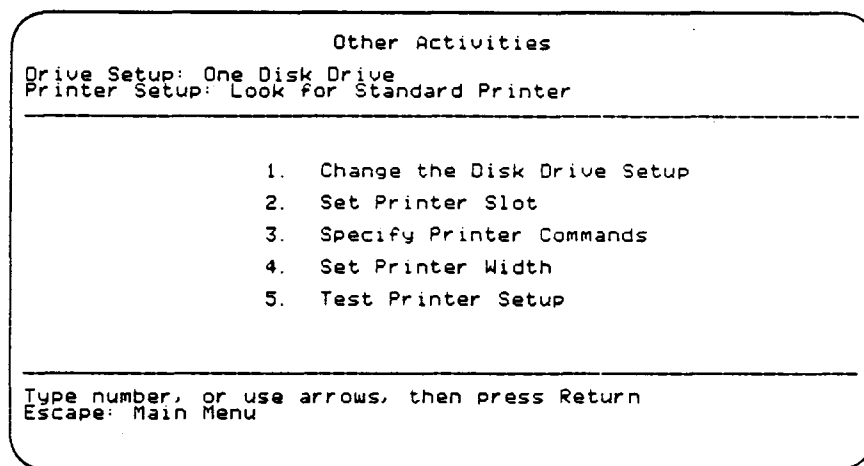 Other Activities
Drive Setup: One Disk Drive
Printer Setup: Look for Standard Printer
1. Change the Disk Drive Setup
2. Set Printer Slot
3. Specify Printer Commands
4. Set Printer Width
5. Test Printer Setup
Type number, or use arrows, then press Return
Escape: Main Menu